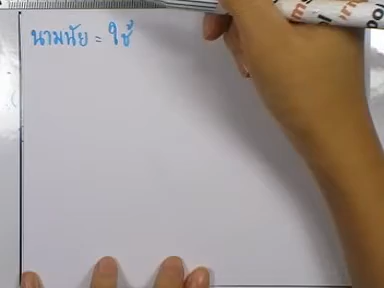 นามนัย = ใช้